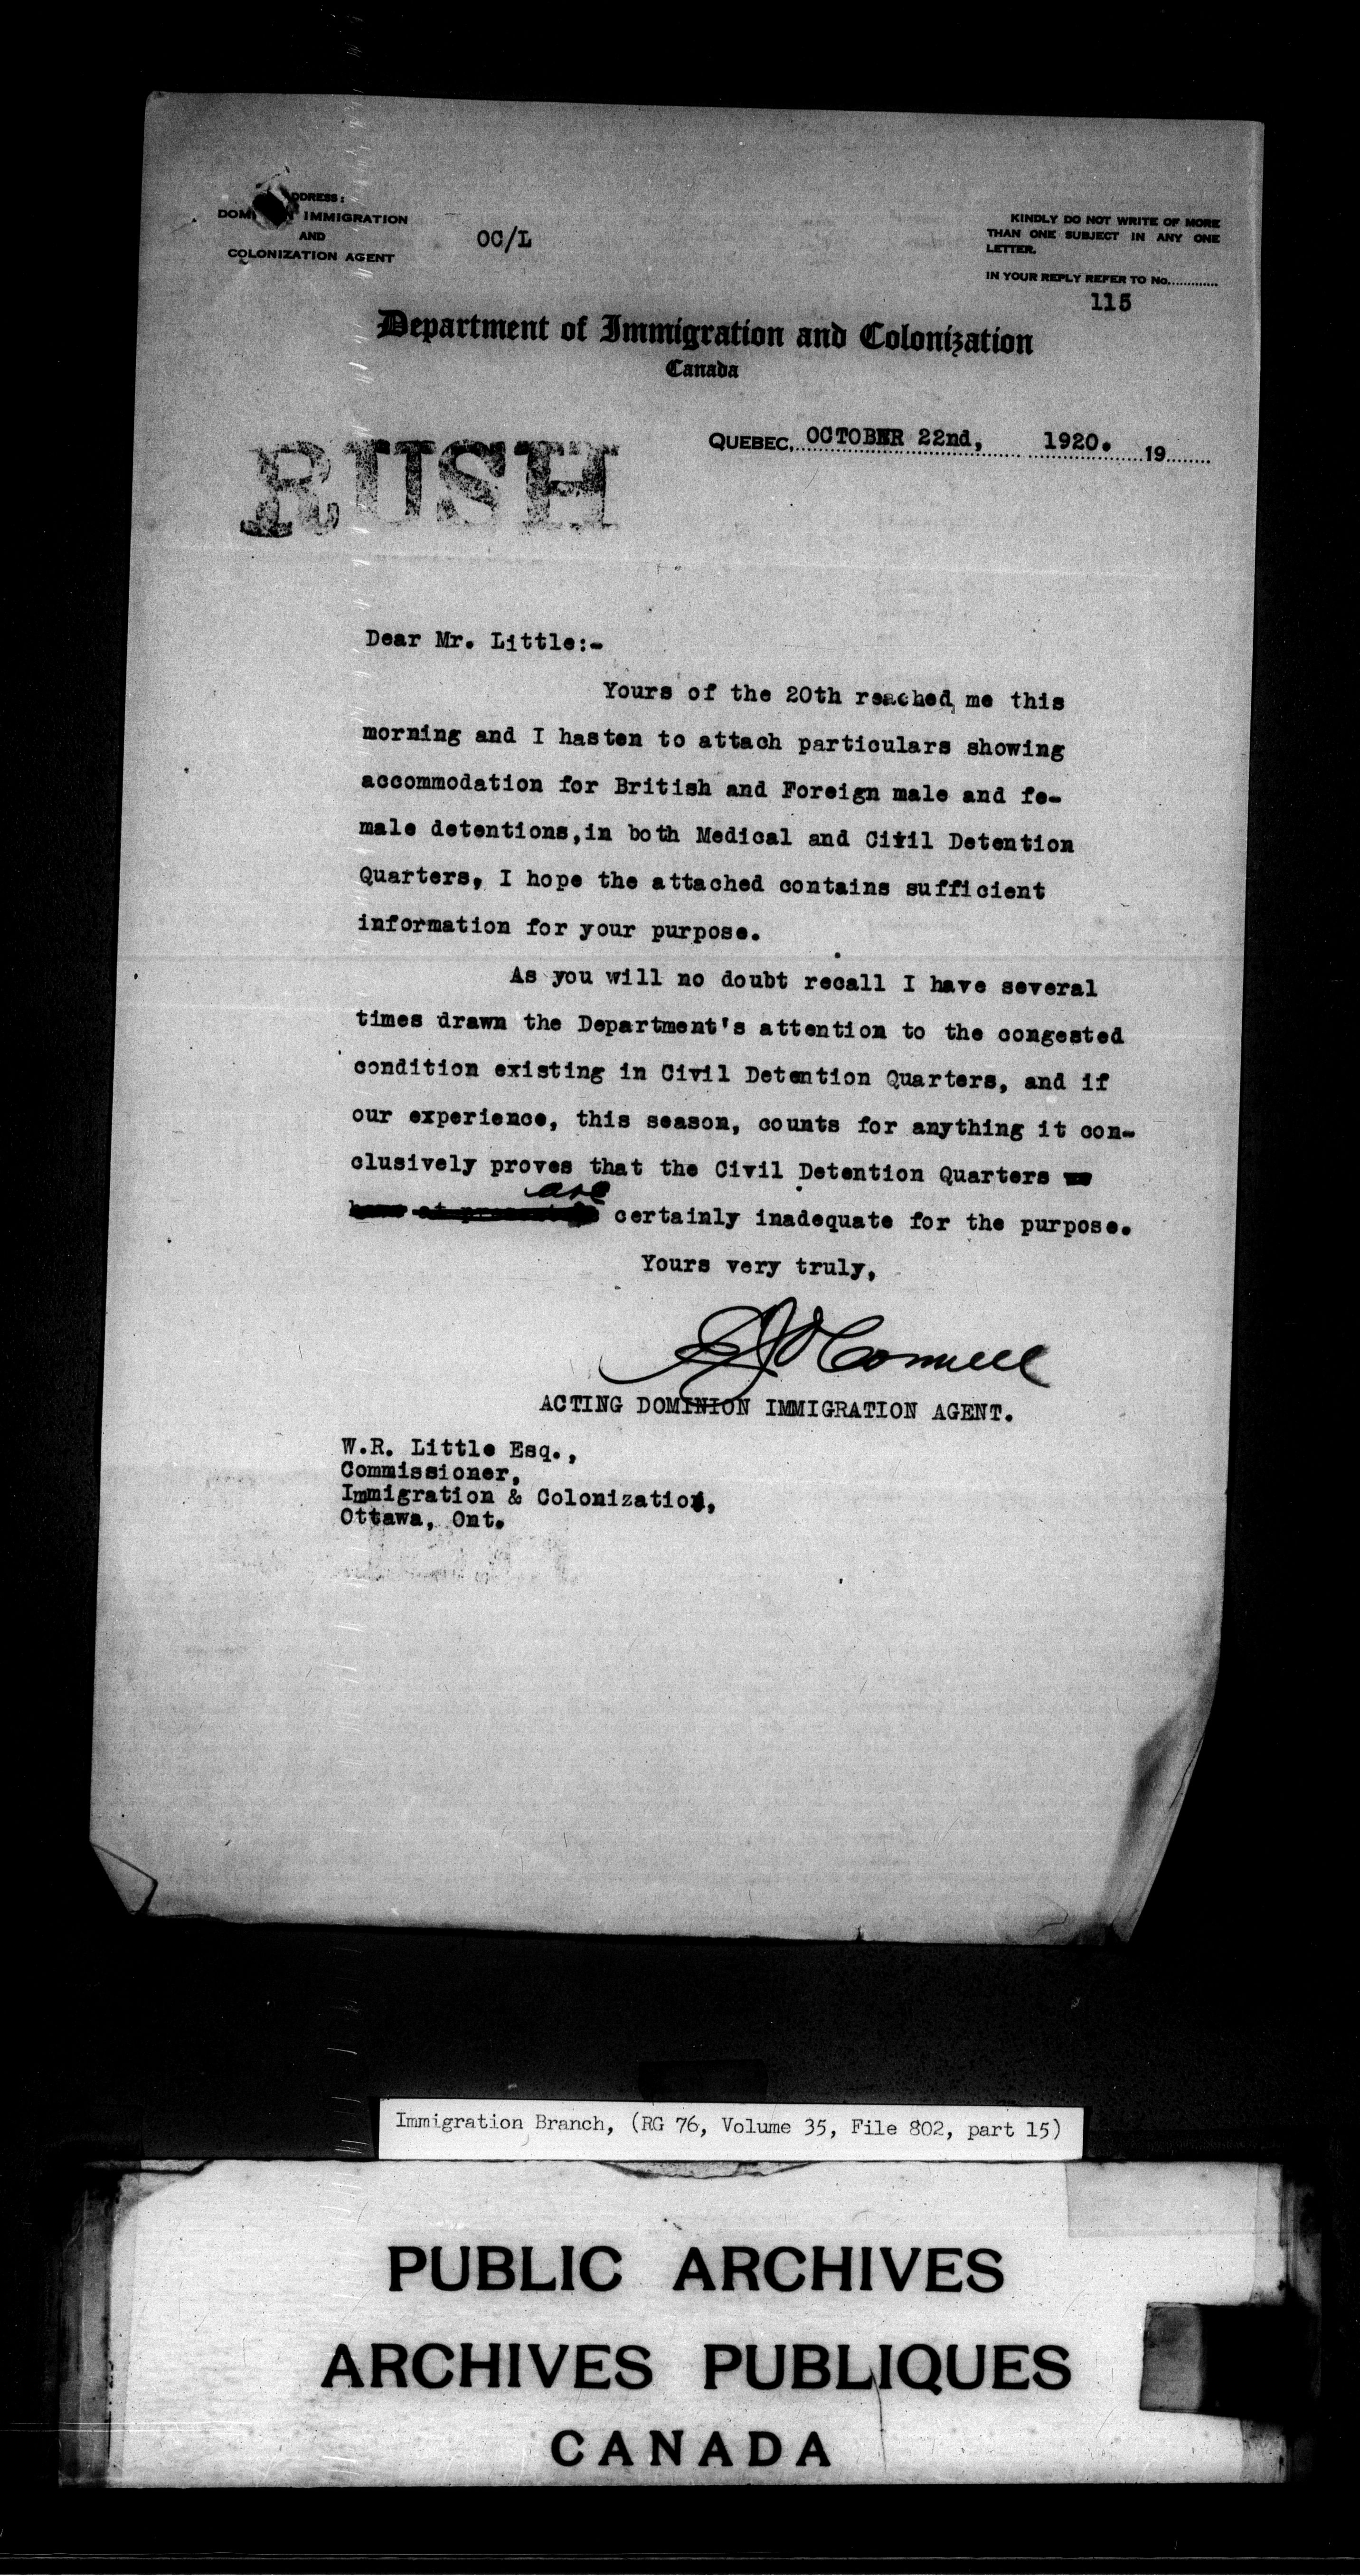 DDRESS:
DOM IMMIGRATION
AND
COLONIZATION AGENT
OC/L
KINDLY DO NOT WRITE OF MORE
THAN ONE SUBJECT IN ANY ONE
LETTER.
IN YOUR REPLY REFER TO No.............
115
Department of Immigration and Colonization
Canada
RUSH
QUEBEC, OCTOBER 22nd, 1920. 19
Dear Mr. Little:-
Yours of the 20th reached me this
morning and I hasten to attach particulars showing
accommodation for British and Foreign male and fe-
male detentions,in both Medical and Civil Detention
Quarters, I hope the attached contains sufficient
information for your purpose.
As you will no doubt recall I have several
times drawn the Department's attention to the congested
condition existing in Civil Detention Quarters, and if
our experience, this season, counts for anything it con-
clusively proves that the Civil Detention Quarters
are
certainly inadequate for the purpose.
Yours very truly,
ACTING DOMINION IMMIGRATION AGENT.
W.R. Little Esq.,
Commissioner,
Immigration & Colonization,
Ottawa, Ont.
Immigration Branch, (RG 76, Volume 35, File 802, part 15)
PUBLIC ARCHIVES
ARCHIVES PUBLIQUES
CANADA